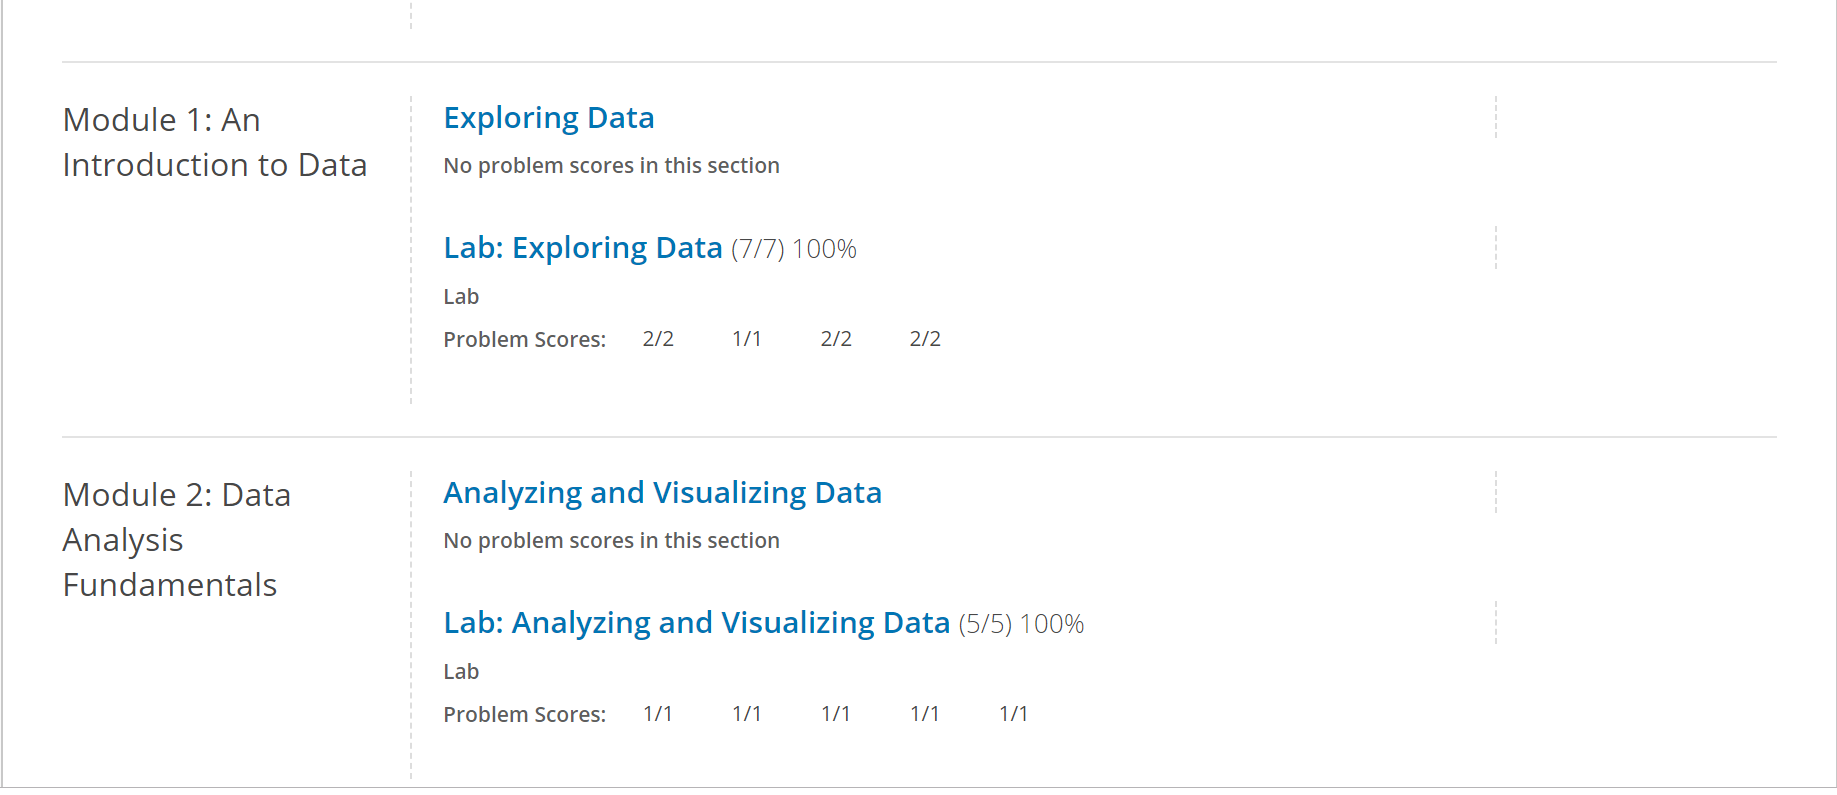 Module 1: An
Introduction to Data
Exploring Data
No problem scores in this section
Lab: Exploring Data (7/7) 100%
Lab
Problem Scores: 2/2 1/1 2/2 2/2
Module 2: Data
Analysis
Fundamentals
Analyzing and Visualizing Data
No problem scores in this section
Lab: Analyzing and Visualizing Data (5/5) 100%
Lab
Problem Scores: 1/1 1/1 1/1 1/1 1/1